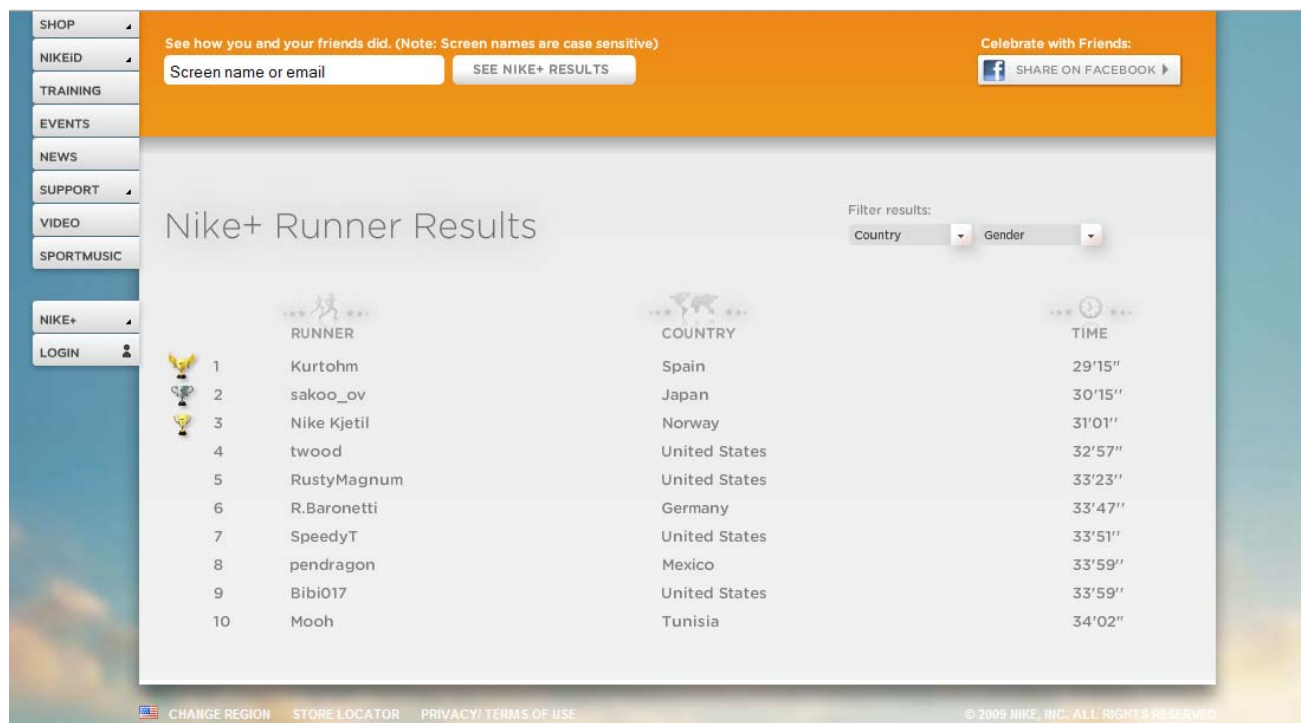 SHOP
NIKEiD
TRAINING
EVENTS
NEWS
SUPPORT
VIDEO
SPORTMUSIC
NIKE+
LOGIN
See how you and your friends did. (Note: Screen names are case sensitive)
Screen name or email
SEE NIKE+ RESULTS
Celebrate with Friends:
f SHARE ON FACEBOOK
Nike+ Runner Results
Filter results:
Country Gender
RUNNER COUNTRY TIME
1 Kurtohm Spain 29'15"
2 sakoo_ov Japan 30'15''
3 Nike Kjetil Norway 31'01''
4 twood United States 32'57"
5 RustyMagnum United States 33'23''
6 R.Baronetti Germany 33'47''
7 SpeedyT United States 33'51''
8 pendragon Mexico 33'59''
9 Bibi017 United States 33'59''
10 Mooh Tunisia 34'02"
CHANGE REGION STORE LOCATOR PRIVACY/TERMS OF USE © 2009 NIKE, INC. ALL RIGHTS RESERVED